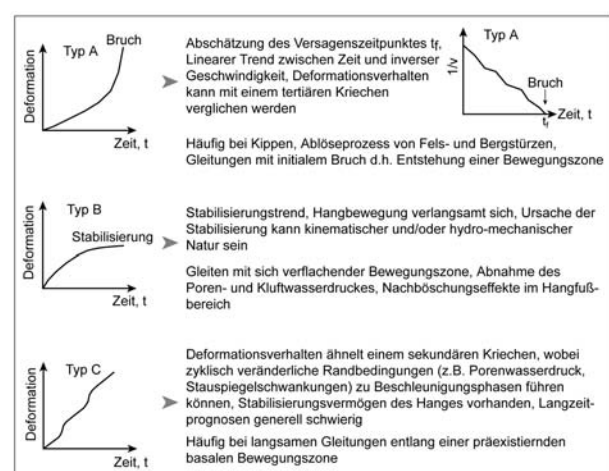 Deformation
Typ A
Bruch
Zeit, t
Abschätzung des Versagenszeitpunktes tf,
Linearer Trend zwischen Zeit und inverser
Geschwindigkeit, Deformationsverhalten
kann mit einem tertiären Kriechen
verglichen werden
Häufig bei Kippen, Ablöseprozess von Fels- und Bergstürzen,
Gleitungen mit initialem Bruch d.h. Entstehung einer Bewegungszone
Typ A
1/v
Bruch
tf
Zeit, t
Deformation
Typ B
Stabilisierung
Zeit, t
Stabilisierungstrend, Hangbewegung verlangsamt sich, Ursache der
Stabilisierung kann kinematischer und/oder hydro-mechanischer
Natur sein
Gleiten mit sich verflachender Bewegungszone, Abnahme des
Poren- und Kluftwasserdruckes, Nachböschungseffekte im Hangfuß-
bereich
Deformation
Typ C
Zeit, t
Deformationsverhalten ähnelt einem sekundären Kriechen, wobei
zyklisch veränderliche Randbedingungen (z.B. Porenwasserdruck,
Stauspiegelschwankungen) zu Beschleunigungsphasen führen
können, Stabilisierungsvermögen des Hanges vorhanden, Langzeit-
prognosen generell schwierig
Häufig bei langsamen Gleitungen entlang einer präexistiernden
basalen Bewegungszone